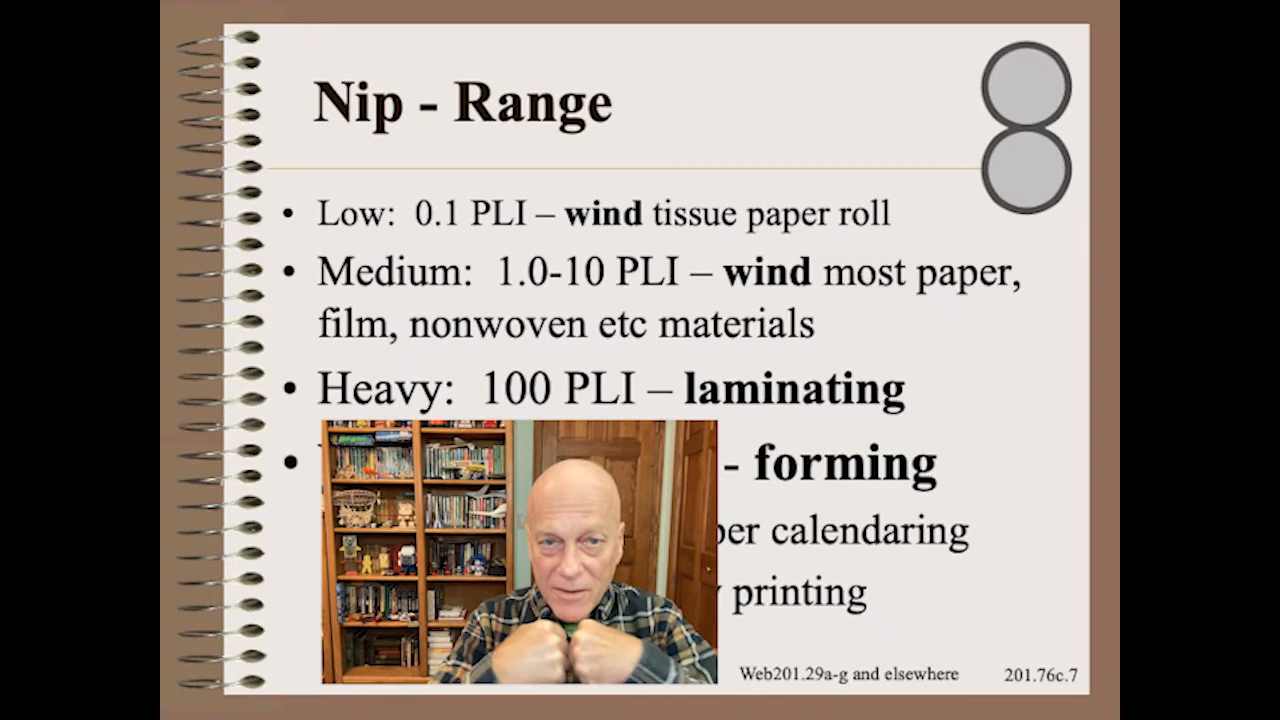 Nip - Range
• Low: 0.1 PLI – wind tissue paper roll
• Medium: 1.0-10 PLI – wind most paper,
film, nonwoven etc materials
• Heavy: 100 PLI – laminating
• - forming
calendaring
printing
Web201.29a-g and elsewhere
201.76c.7